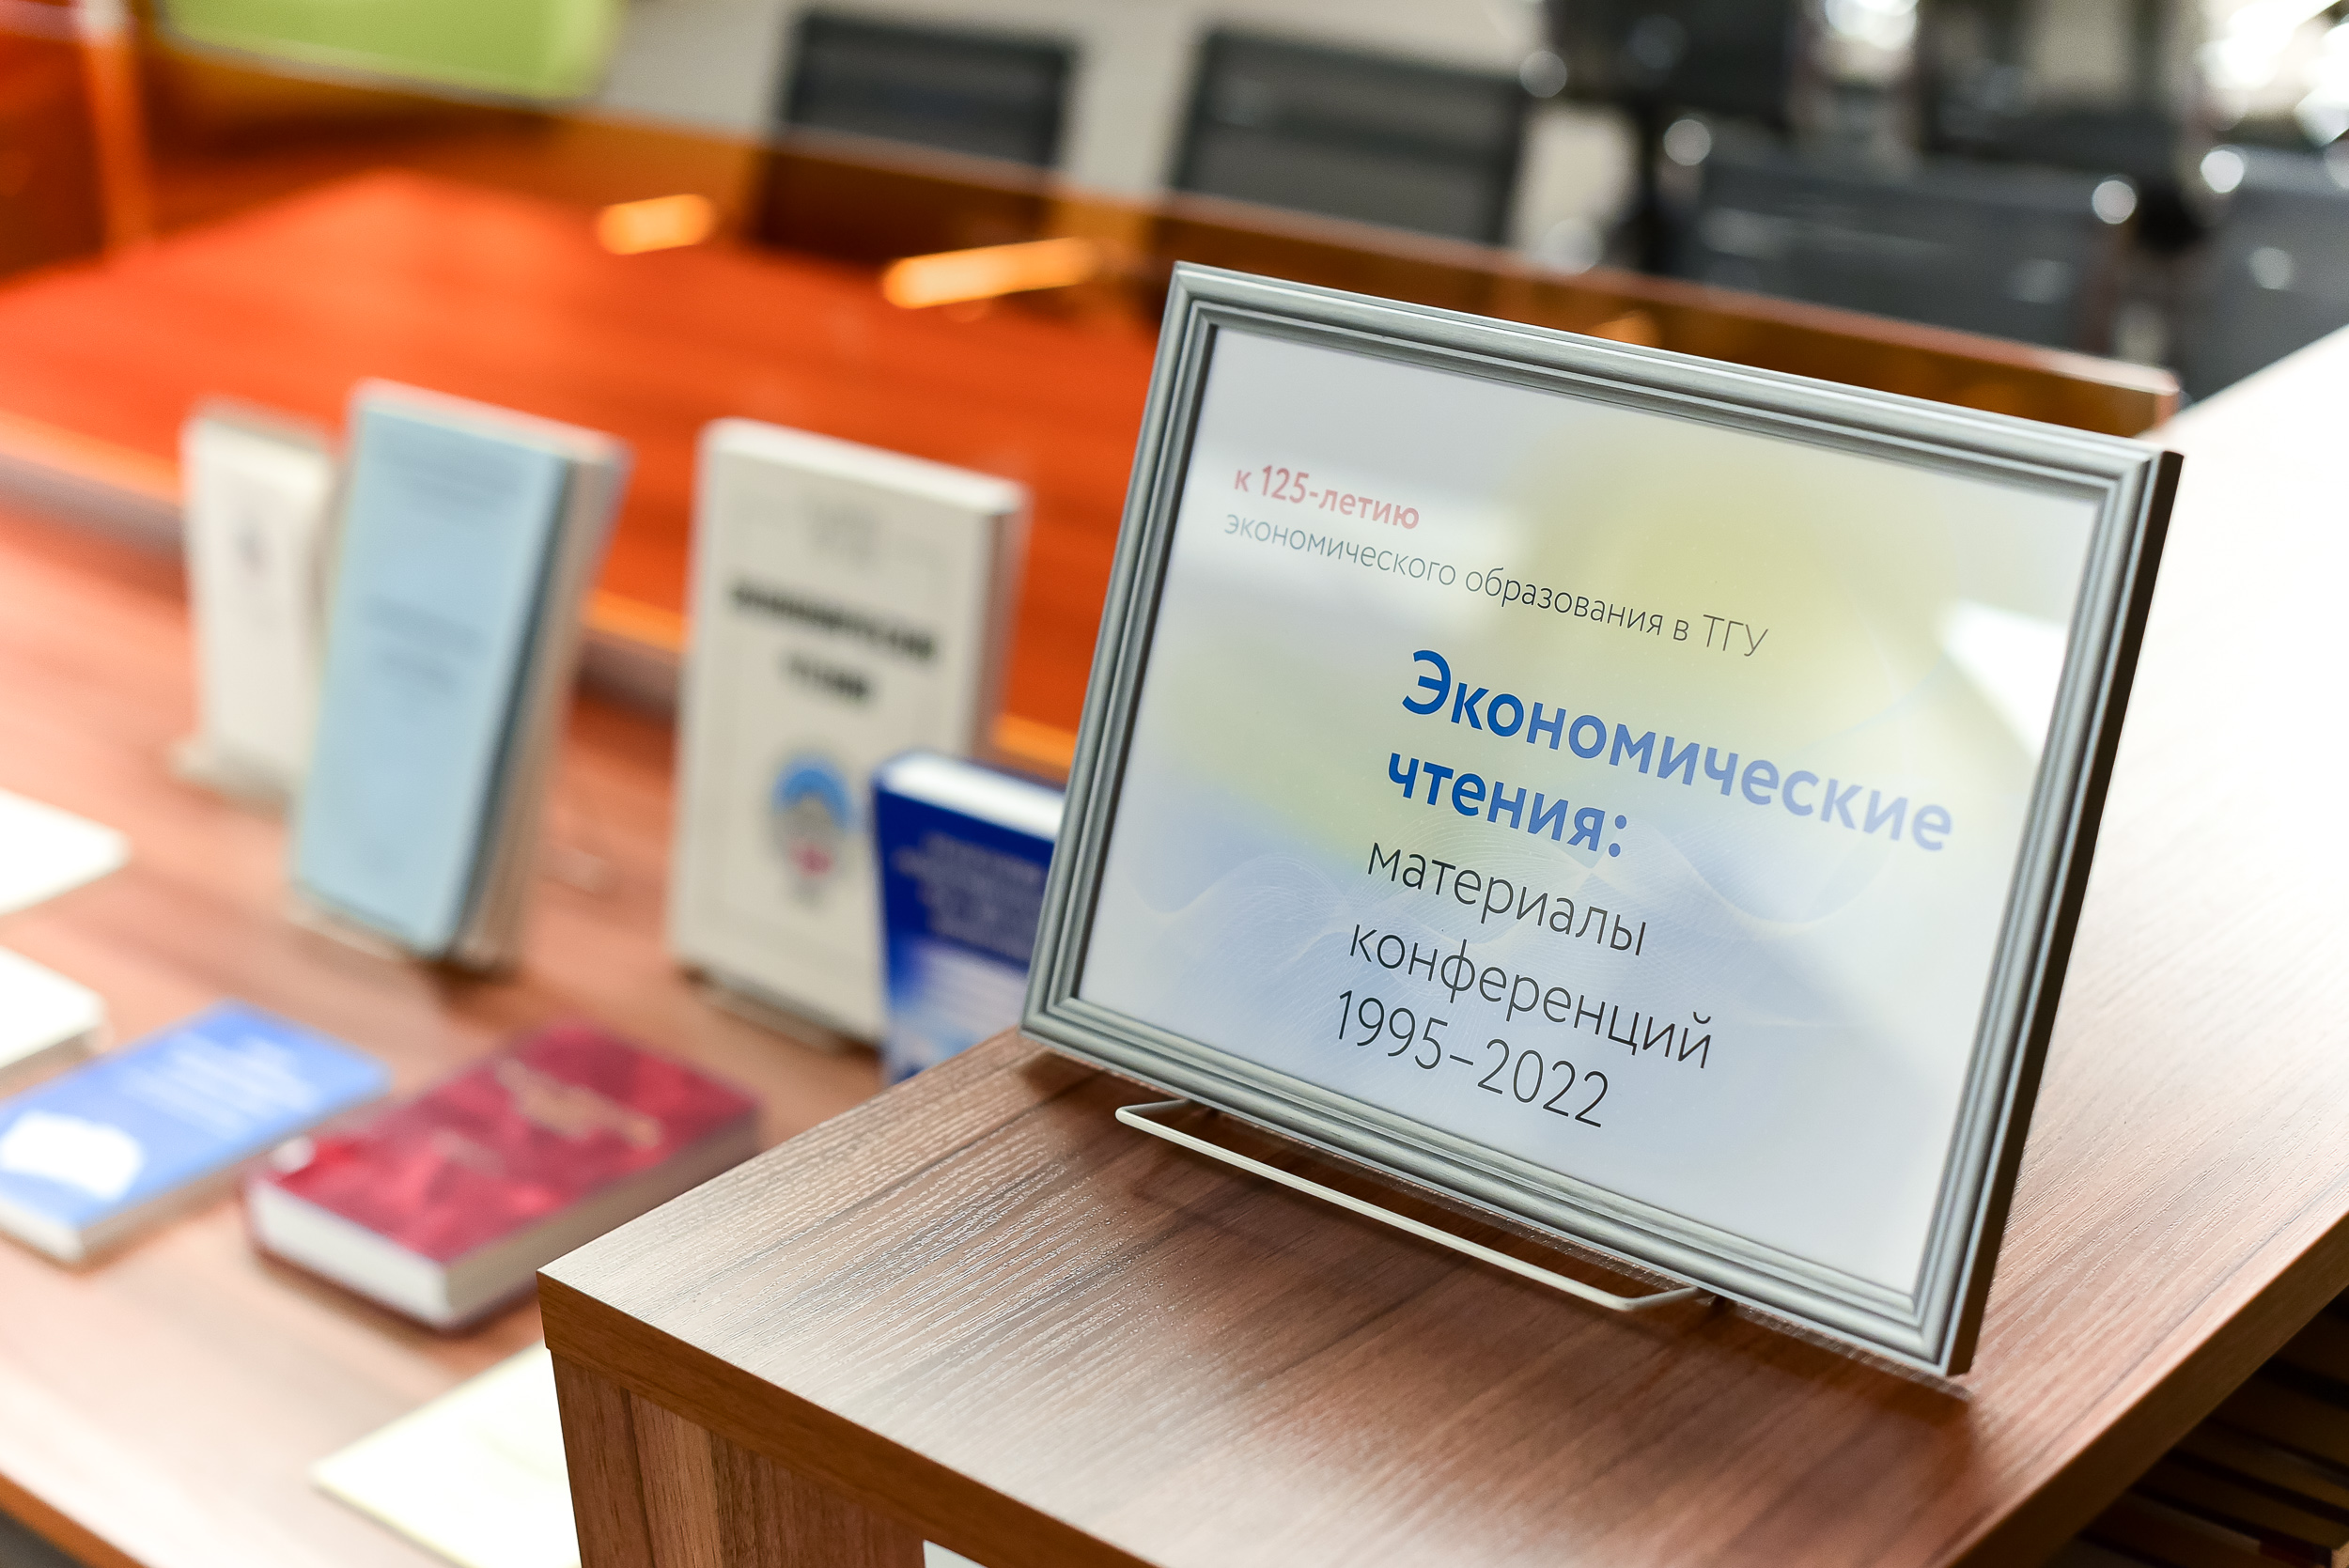 к 125-летию
экономического образования в ТГУ
Экономические
чтения:
материалы
конференций
1995–2022